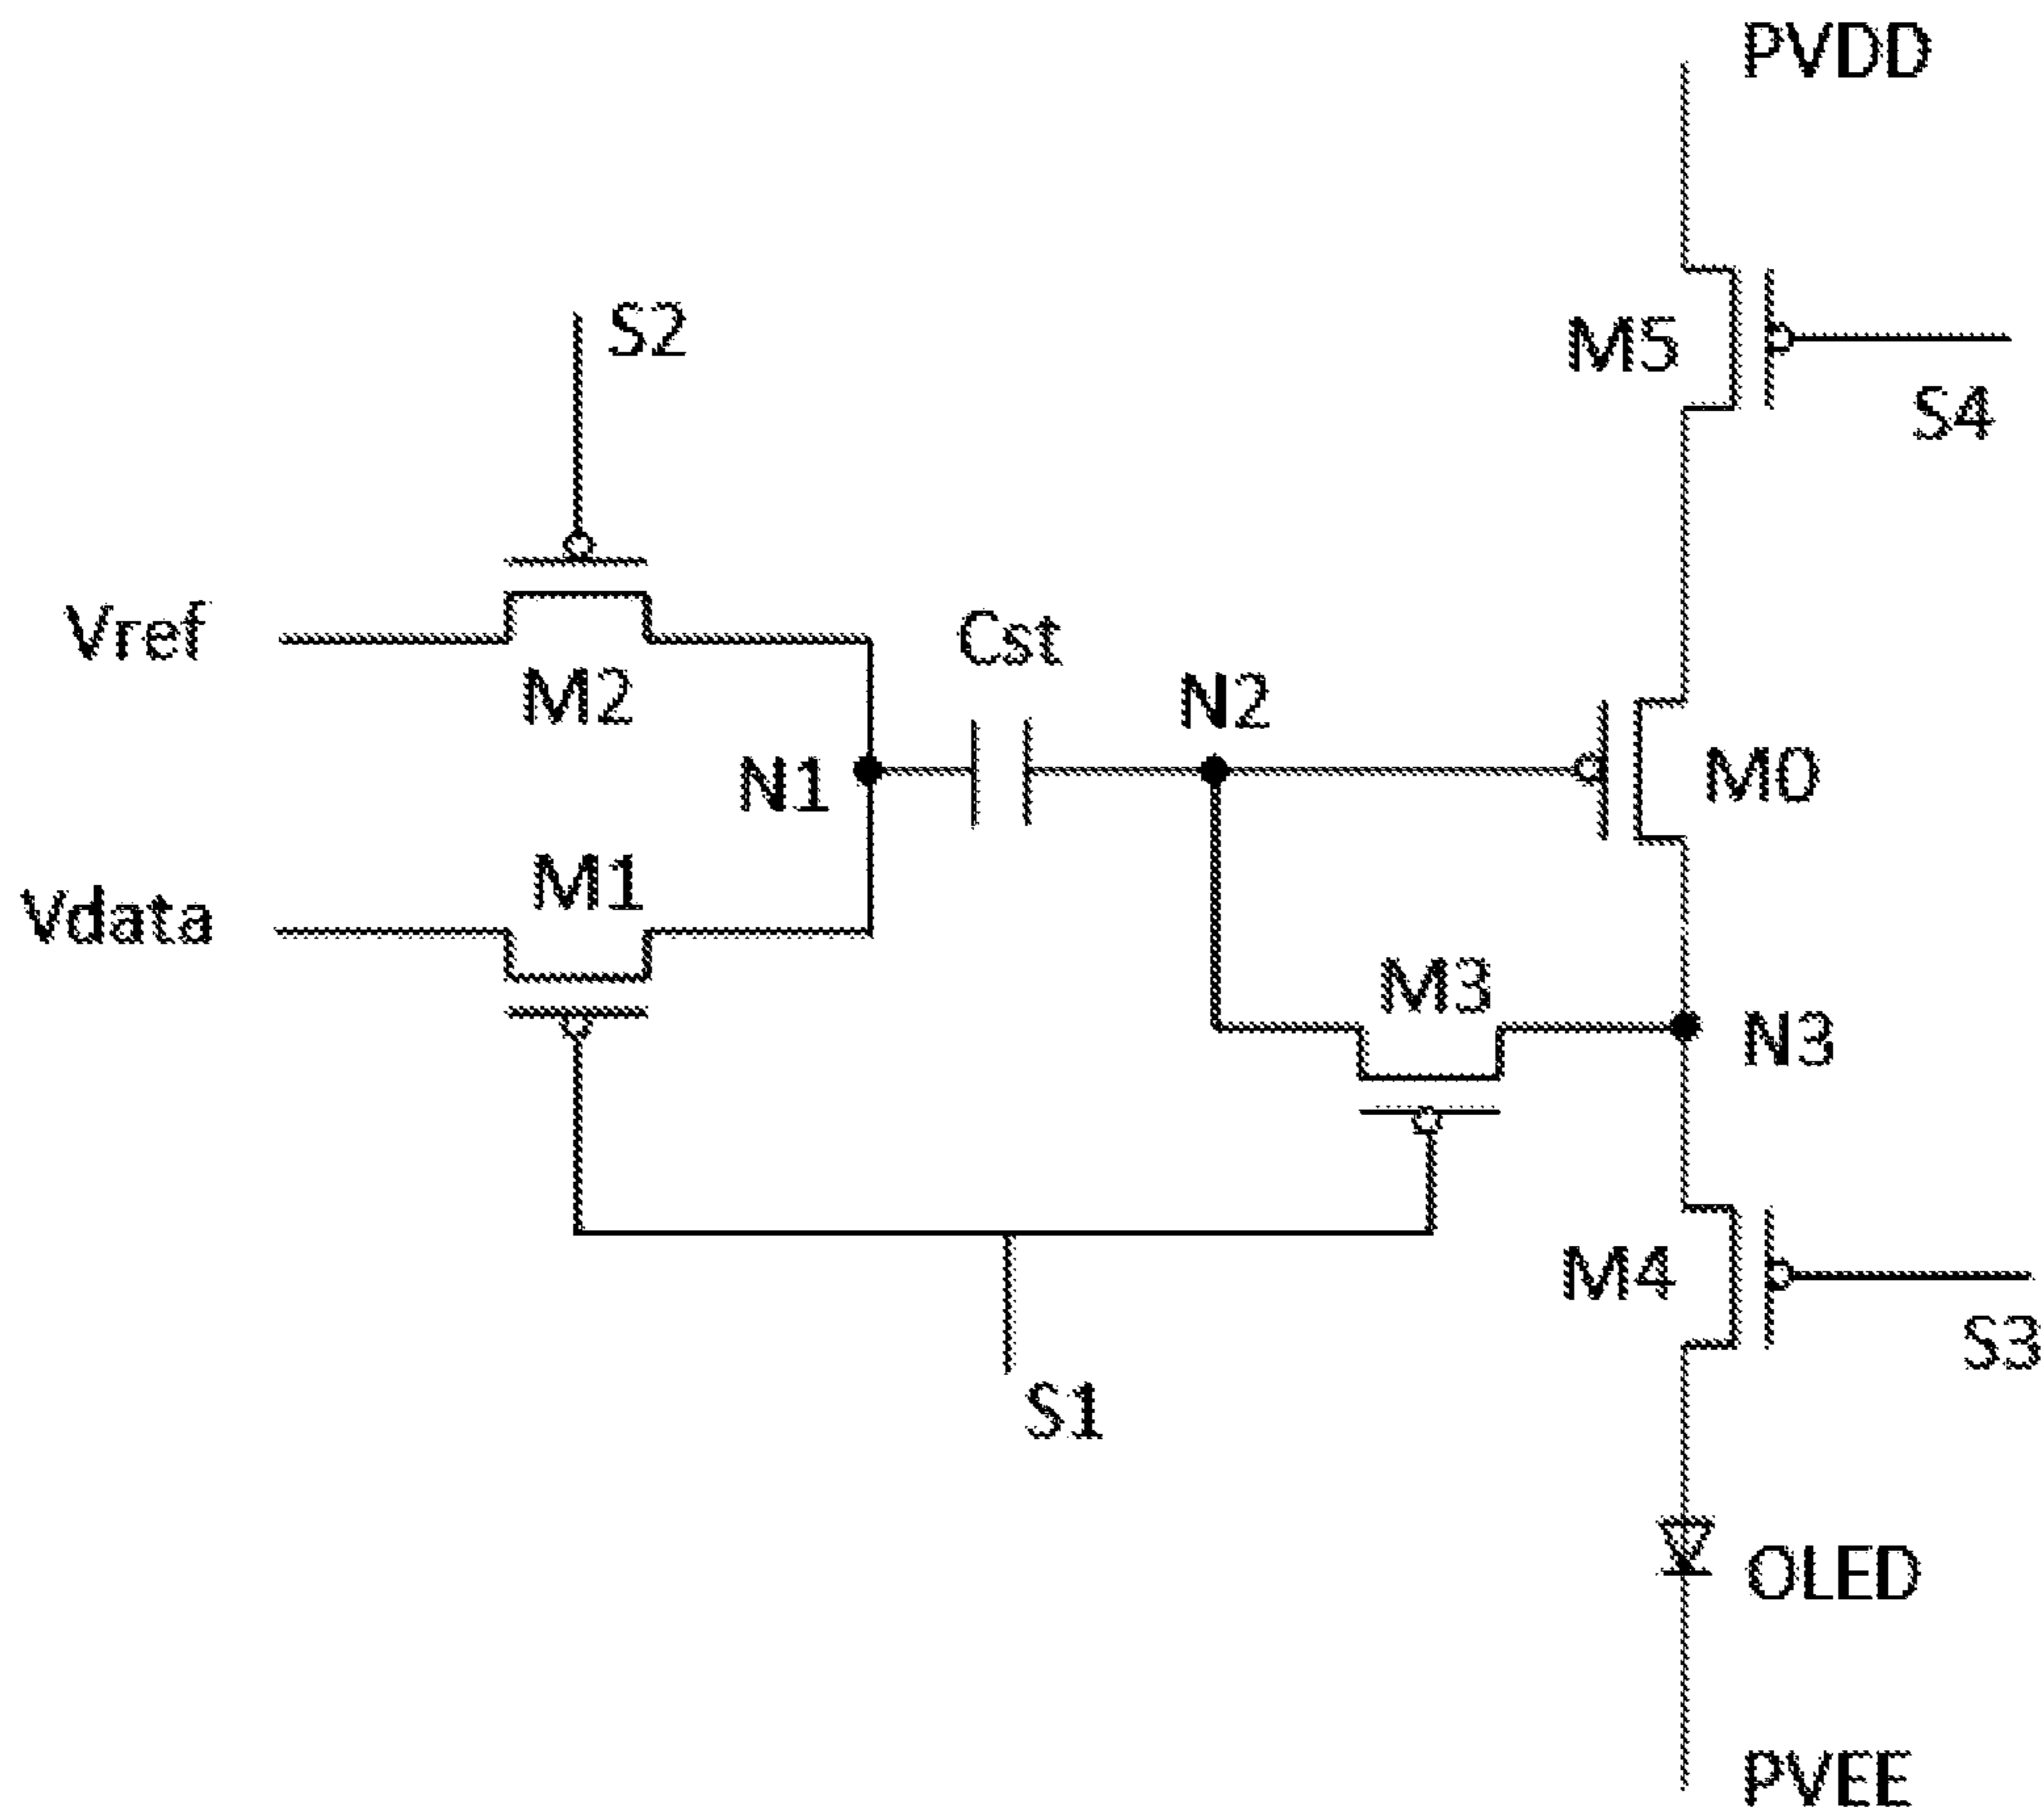 PVDD
S2
M5
S4
Vref
M2
Cst
N2
N1
M0
M1
Vdata
M3
N3
M4
S3
S1
OLED
PVEE